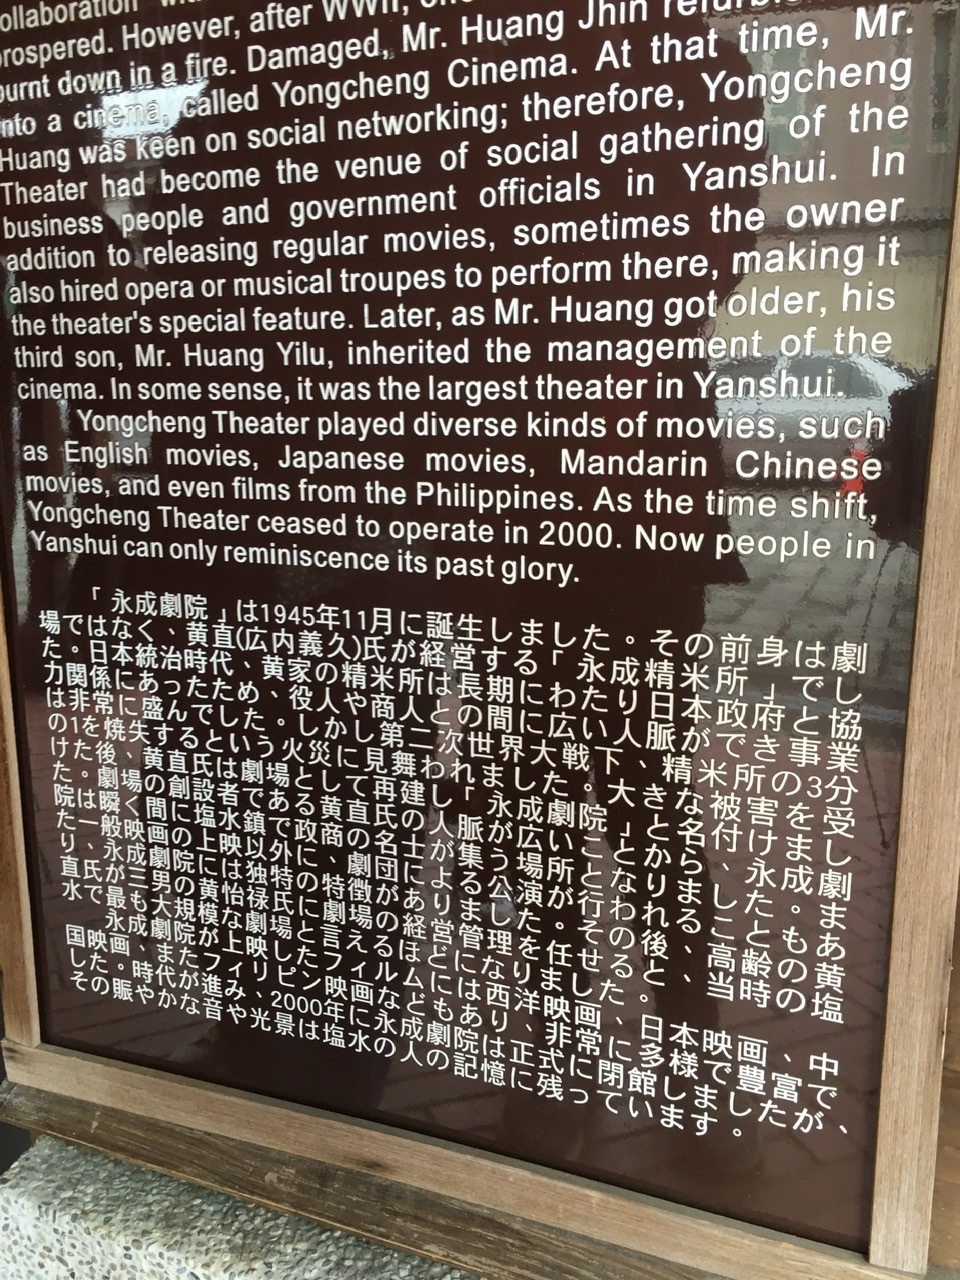 ollaboration
rospered. However, after WWII,
urnt down in a fire. Damaged, Mr. Huang Jhih
nto a cinema, called Yongcheng Cinema. At that time, Mr.
Huang was keen on social networking; therefore, Yongcheng
Theater had become the venue of social gathering of the
business people and government officials in Yanshui. In
addition to releasing regular movies, sometimes the owner
also hired opera or musical troupes to perform there, making it
the theater's special feature. Later, as Mr. Huang got older, his
third son, Mr. Huang Yilu, inherited the management of the
cinema. In some sense, it was the largest theater in Yanshui.
Yongcheng Theater played diverse kinds of movies, such
as English movies, Japanese movies, Mandarin Chinese
movies, and even films from the Philippines. As the time shift,
Yongcheng Theater ceased to operate in 2000. Now people in
Yanshui can only reminiscence its past glory.
「永成劇院」は1945年11月に誕生しました。その前身は劇
場ではなく、黄直(広内義久)氏が経営する「永成精米所」でし
た。日本統治時代、黄家の精米所は長期にわたり日本政府と協
力関係にあったため、役人や商人との間に広い人脈ができ事業
は非常に盛んでした。しかし第二次世界大戦下、精米所の3分
の1を焼失するという火災に見舞われました。大きな被害を受
けた後、黄直氏は劇場として再建し「永成劇院」と名付けまし
た。劇場の創設者である黄直氏の人脈が広いことから、永成劇
院は瞬く間に塩水鎮で政商の名士が集う場所となりまし た。ま
た一般映画の上映以外に、劇団による公演が行われることもあ
り、永成劇院には独特の特徴がありました。その後、高齢の黄
直氏が三男の黄怡禄氏に劇場の経営管理を任せると、当時の塩
水で最も大規模な劇場と言えるほどになりました。
永成劇院が上映したフィルムには西洋映画、日本映画、中
国映画、またフィリピン映画などもあり、非常に多様で豊富で
した。時代が進み、2000年に永成劇院は正式に閉館しましたが、
その賑やかな音や光景は塩水の人の記憶に残っています。